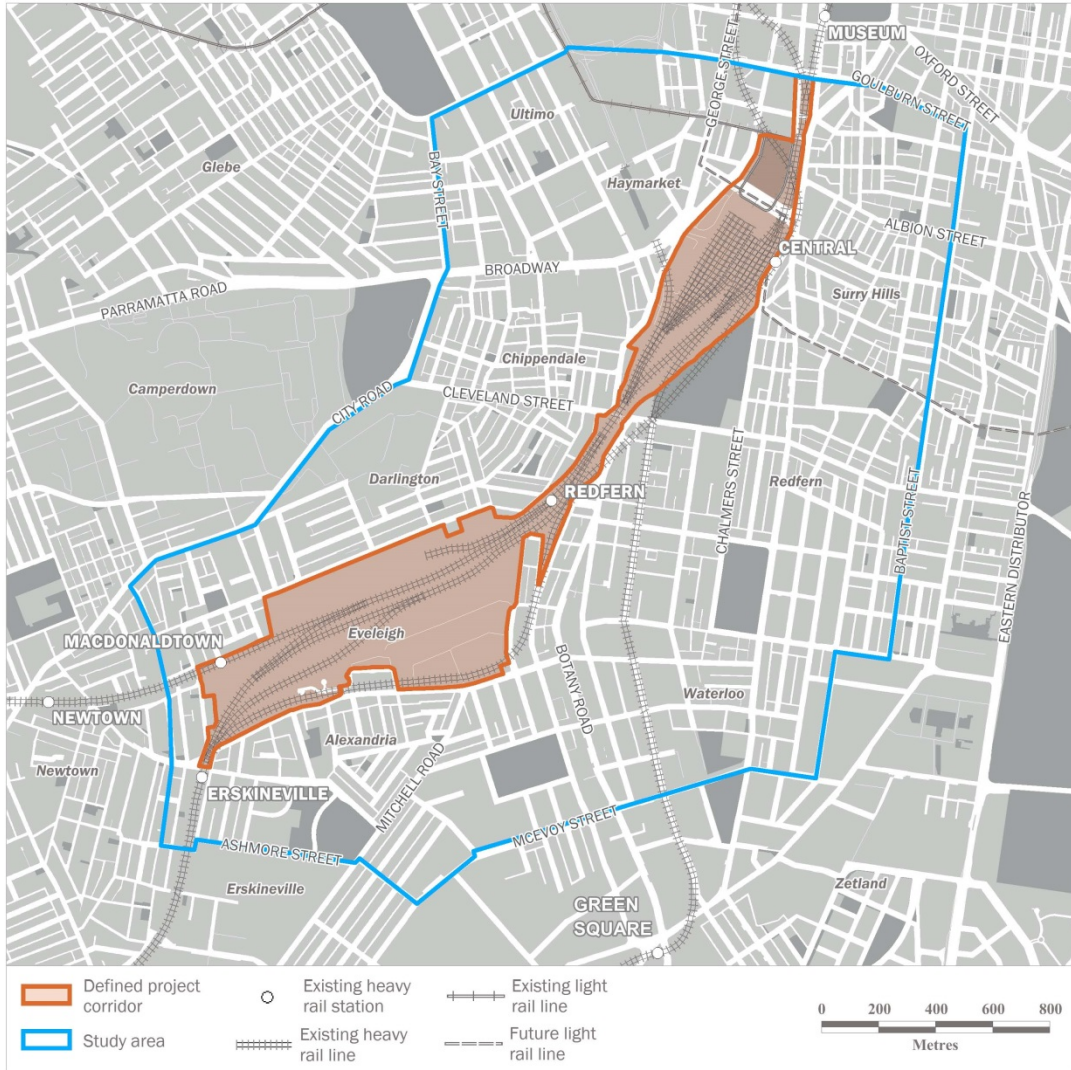 MUSEUM
OXFORD STREET
GEORGE STREET
GOULBURN STREET
Ultimo
Glebe
BAY STREET
Haymarket
ALBION STREET
CENTRAL
BROADWAY
Surry Hills
PARRAMATTA ROAD
Chippendale
Camperdown
CITY ROAD
CLEVELAND STREET
Darlington
CHALMERS STREET
Redfern
REDFERN
BAPTIST STREET
EASTERN DISTRIBUTOR
MACDONALDTOWN
Eveleigh
BOTANY ROAD
Waterloo
NEWTOWN
Alexandria
Newtown
MITCHELL ROAD
ERSKINEVILLE
MCEVOY STREET
ASHMORE STREET
Erskineville
Zetland
GREEN
SQUARE
Defined project
corridor
Existing heavy
rail station
Existing light
rail line
Study area
Existing heavy
rail line
Future light
rail line
0 200 400 600 800
Metres